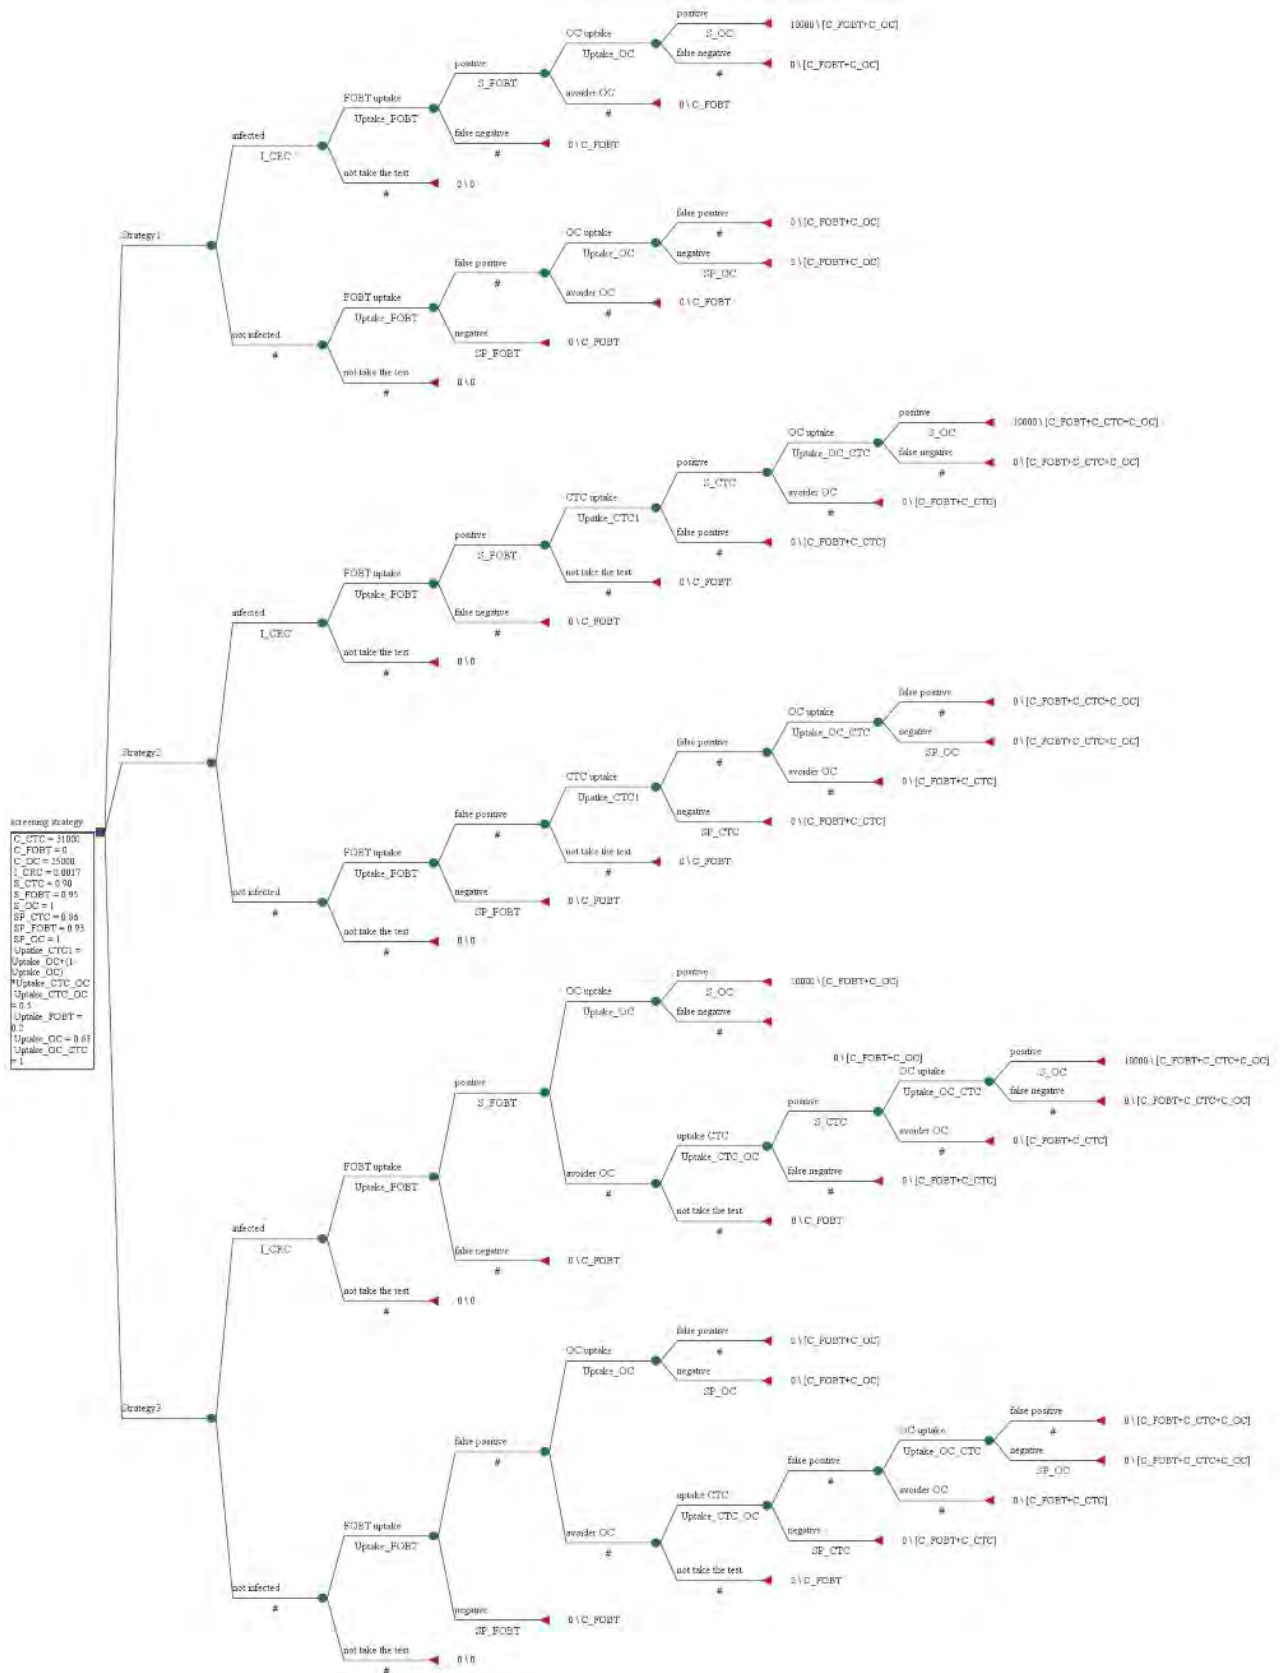 positive
S_OC
10000 \ [C_FOBT+C_OC]
OC uptake
Uptake_OC
false negative
#
0 \ [C_FOBT+C_OC]
positive
S_FOBT
avoider OC
#
0 \ C_FOBT
FOBT uptake
Uptake_FOBT
false negative
#
0 \ C_FOBT
infected
I_CRC
not take the test
#
0 \ 0
Strategy1
false positive
#
0 \ [C_FOBT+C_OC]
OC uptake
Uptake_OC
negative
SP_OC
0 \ [C_FOBT+C_OC]
false positive
#
avoider OC
#
0 \ C_FOBT
FOBT uptake
Uptake_FOBT
negative
SP_FOBT
0 \ C_FOBT
not infected
#
not take the test
#
0 \ 0
positive
S_OC
10000 \ [C_FOBT+C_CTC+C_OC]
OC uptake
Uptake_OC_CTC
false negative
#
0 \ [C_FOBT+C_CTC+C_OC]
positive
S_CTC
avoider OC
#
0 \ [C_FOBT+C_CTC]
CTC uptake
Upatke_CTC1
false positive
#
0 \ [C_FOBT+C_CTC]
positive
S_FOBT
not take the test
#
0 \ C_FOBT
FOBT uptake
Uptake_FOBT
false negative
#
0 \ C_FOBT
infected
I_CRC
not take the test
#
0 \ 0
Strategy2
false positive
#
0 \ [C_FOBT+C_CTC+C_OC]
OC uptake
Uptake_OC_CTC
negative
SP_OC
0 \ [C_FOBT+C_CTC+C_OC]
false positive
#
avoider OC
#
0 \ [C_FOBT+C_CTC]
CTC uptake
Upatke_CTC1
negative
SP_CTC
0 \ [C_FOBT+C_CTC]
false positive
#
not take the test
#
0 \ C_FOBT
FOBT uptake
Uptake_FOBT
negative
SP_FOBT
0 \ C_FOBT
not infected
#
not take the test
#
0 \ 0
screening strategy
C_CTC = 31000
C_FOBT = 0
C_OC = 25000
I_CRC = 0.0017
S_CTC = 0.90
S_FOBT = 0.95
S_OC = 1
SP_CTC = 0.86
SP_FOBT = 0.93
SP_OC = 1
Upatke_CTC1 =
Uptake_OC+(1-
Uptake_OC)
*Uptake_CTC_OC
Uptake_CTC_OC
= 0.5
Uptake_FOBT =
0.2
Uptake_OC = 0.63
Uptake_OC_CTC
= 1
positive
S_OC
10000 \ [C_FOBT+C_OC]
OC uptake
Uptake_OC
false negative
#
0 \ [C_FOBT+C_OC]
positive
S_OC
10000 \ [C_FOBT+C_CTC+C_OC]
OC uptake
Uptake_OC_CTC
false negative
#
0 \ [C_FOBT+C_CTC+C_OC]
positive
S_FOBT
positive
S_CTC
avoider OC
#
0 \ [C_FOBT+C_CTC]
uptake CTC
Uptake_CTC_OC
false negative
#
0 \ [C_FOBT+C_CTC]
avoider OC
#
not take the test
#
0 \ C_FOBT
FOBT uptake
Uptake_FOBT
false negative
#
0 \ C_FOBT
infected
I_CRC
not take the test
#
0 \ 0
Strategy3
false positive
#
0 \ [C_FOBT+C_OC]
OC uptake
Uptake_OC
negative
SP_OC
0 \ [C_FOBT+C_OC]
false positive
#
0 \ [C_FOBT+C_CTC+C_OC]
OC uptake
Uptake_OC_CTC
negative
SP_OC
0 \ [C_FOBT+C_CTC+C_OC]
false positive
#
false positive
#
avoider OC
#
0 \ [C_FOBT+C_CTC]
uptake CTC
Uptake_CTC_OC
negative
SP_CTC
0 \ [C_FOBT+C_CTC]
avoider OC
#
not take the test
#
0 \ C_FOBT
FOBT uptake
Uptake_FOBT
negative
SP_FOBT
0 \ C_FOBT
not infected
#
not take the test
#
0 \ 0